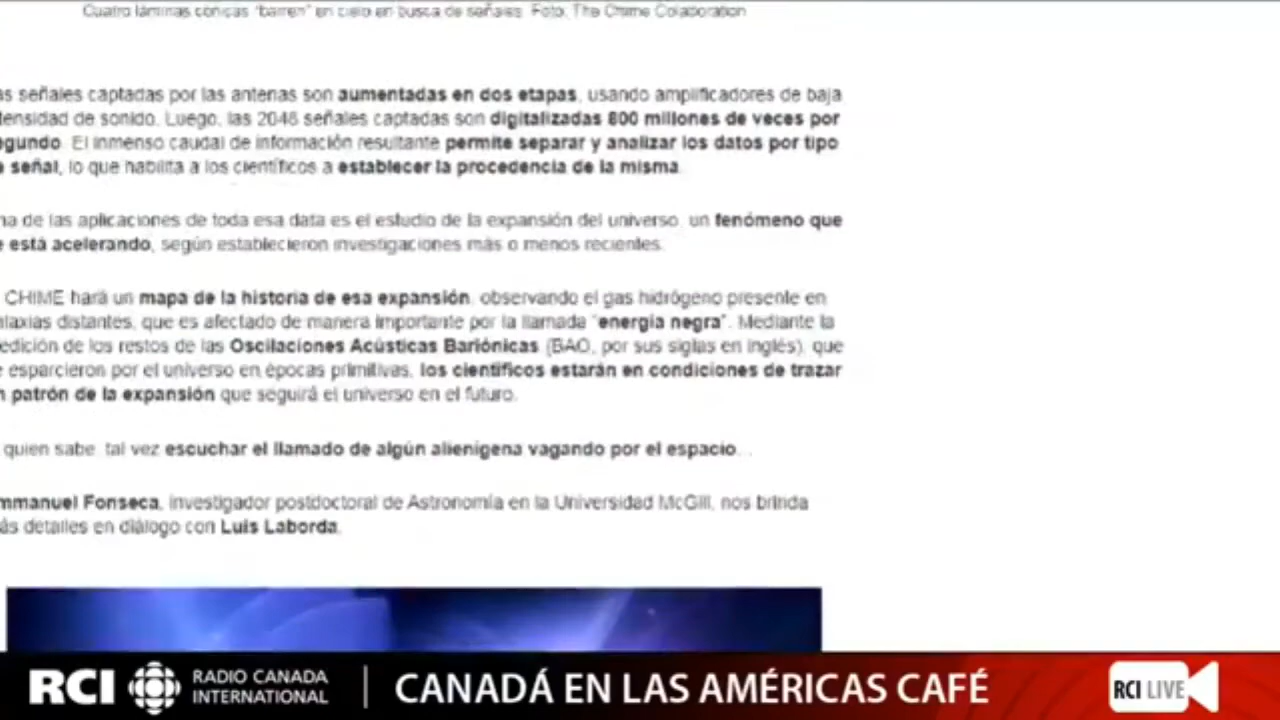 Cuatro láminas cónicas "barren" en cielo en busca de señales. Foto: The Chime Colaboration
as señales captadas por las antenas son aumentadas en dos etapas, usando amplificadores de baja
tensidad de sonido. Luego, las 2048 señales captadas son digitalizadas 800 millones de veces por
egundo. El inmenso caudal de información resultante permite separar y analizar los datos por tipo
e señal, lo que habilita a los científicos a establecer la procedencia de la misma.
na de las aplicaciones de toda esa data es el estudio de la expansión del universo, un fenómeno que
e está acelerando, según establecieron investigaciones más o menos recientes.
CHIME hará un mapa de la historia de esa expansión, observando el gas hidrógeno presente en
alaxias distantes, que es afectado de manera importante por la llamada "energía negra". Mediante la
edición de los restos de las Oscilaciones Acústicas Bariónicas (BAO, por sus siglas en inglés), que
e esparcieron por el universo en épocas primitivas, los científicos estarán en condiciones de trazar
n patrón de la expansión que seguirá el universo en el futuro.
quien sabe, tal vez escuchar el llamado de algún alienígena vagando por el espacio...
mmanuel Fonseca, investigador postdoctoral de Astronomía en la Universidad McGill, nos brinda
ás detalles en diálogo con Luis Laborda.
RCI RADIO CANADA
INTERNATIONAL
CANADÁ EN LAS AMÉRICAS CAFÉ
RCI LIVE